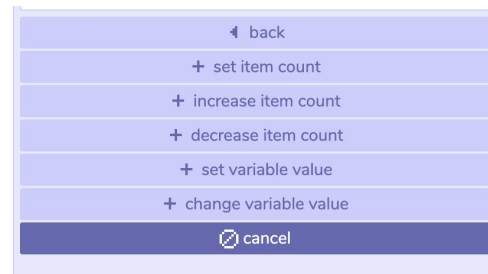 back
+ set item count
+ increase item count
+ decrease item count
+ set variable value
+ change variable value
cancel